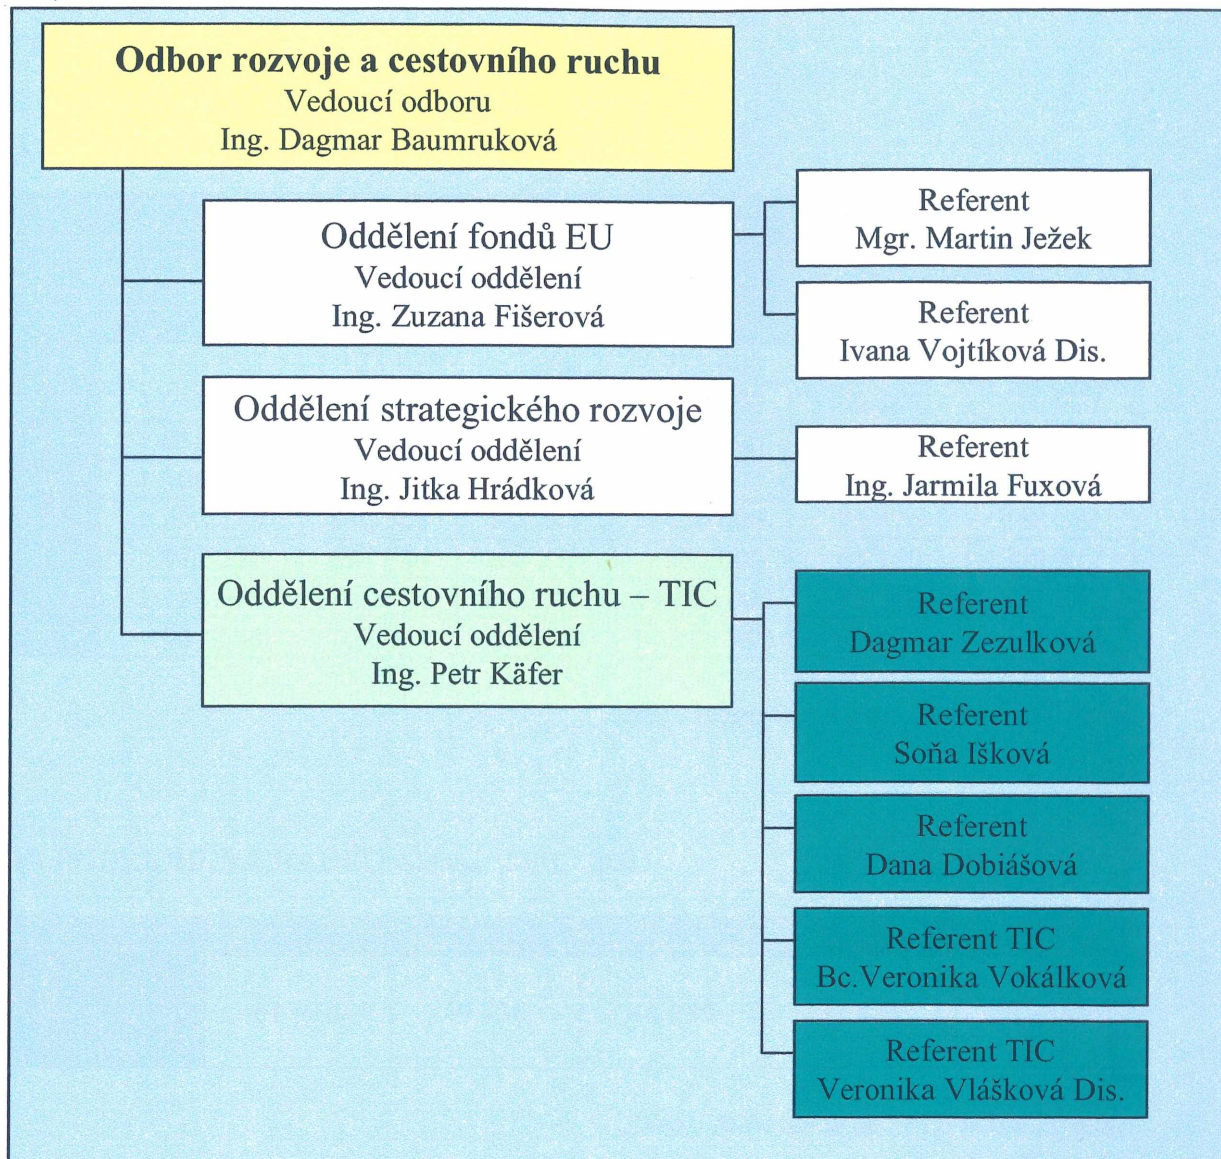 Odbor rozvoje a cestovního ruchu
Vedoucí odboru
Ing. Dagmar Baumruková
Oddělení fondů EU
Vedoucí oddělení
Ing. Zuzana Fišerová
Referent
Mgr. Martin Ježek
Referent
Ivana Vojtíková Dis.
Oddělení strategického rozvoje
Vedoucí oddělení
Ing. Jitka Hrádková
Referent
Ing. Jarmila Fuxová
Oddělení cestovního ruchu – TIC
Vedoucí oddělení
Ing. Petr Käfer
Referent
Dagmar Zezulková
Referent
Soňa Išková
Referent
Dana Dobiášová
Referent TIC
Bc.Veronika Vokálková
Referent TIC
Veronika Vlášková Dis.